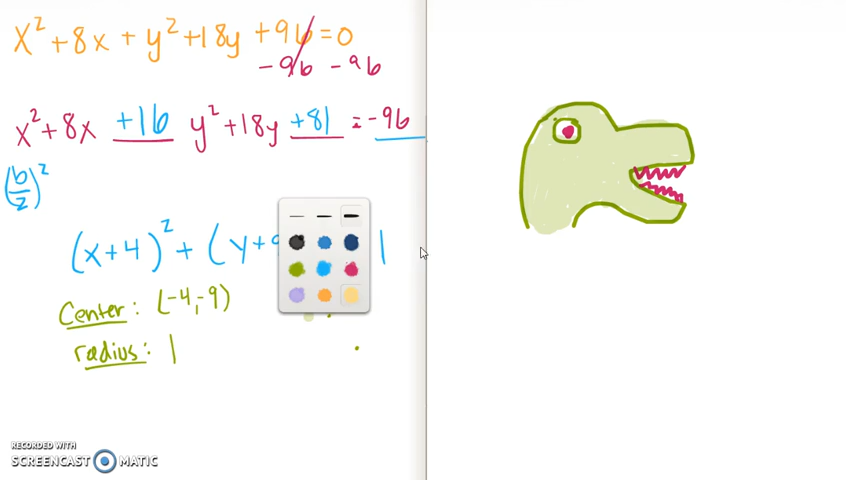 x² + 8x + y² + 18y + 96 = 0
- 96 - 96
x² + 8x +16 y² + 18y +81 = -96
(b/2)²
(x+4)² + (y+9 1
Center: (-4,-9)
radius: 1
RECORDED WITH
SCREENCAST MATIC